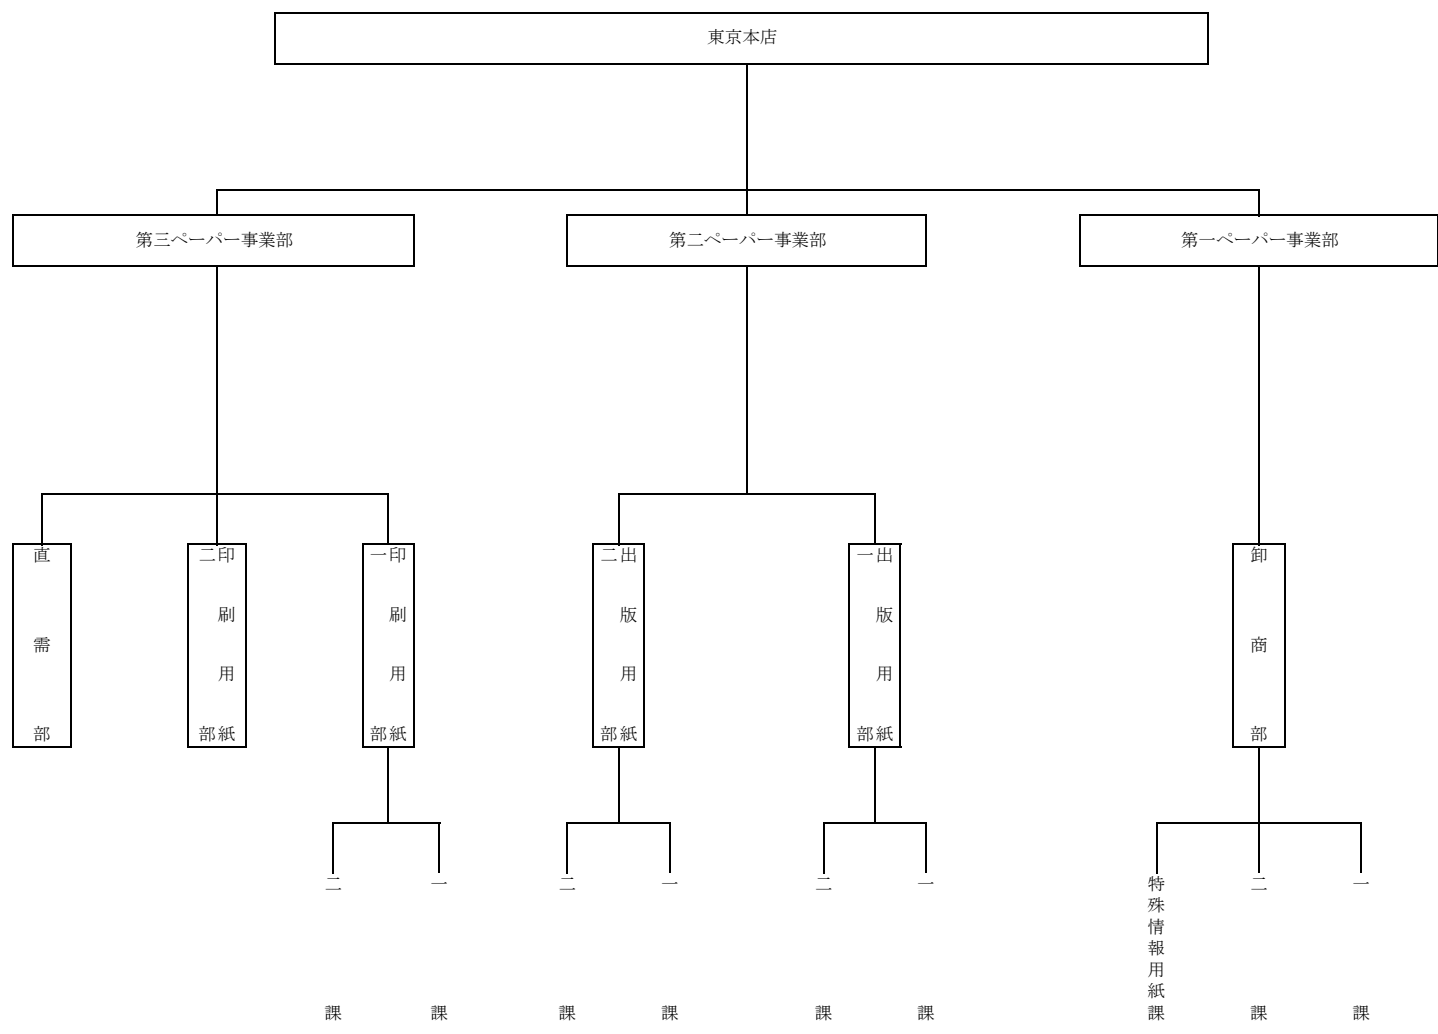 東京本店
第一ペーパー事業部
第二ペーパー事業部
第三ペーパー事業部
卸商部
出版用紙
一部
出版用紙
二部
印刷用紙
一部
印刷用紙
二部
直需部
一課
二課
特殊情報用紙課
一課
二課
一課
二課
一課
二課